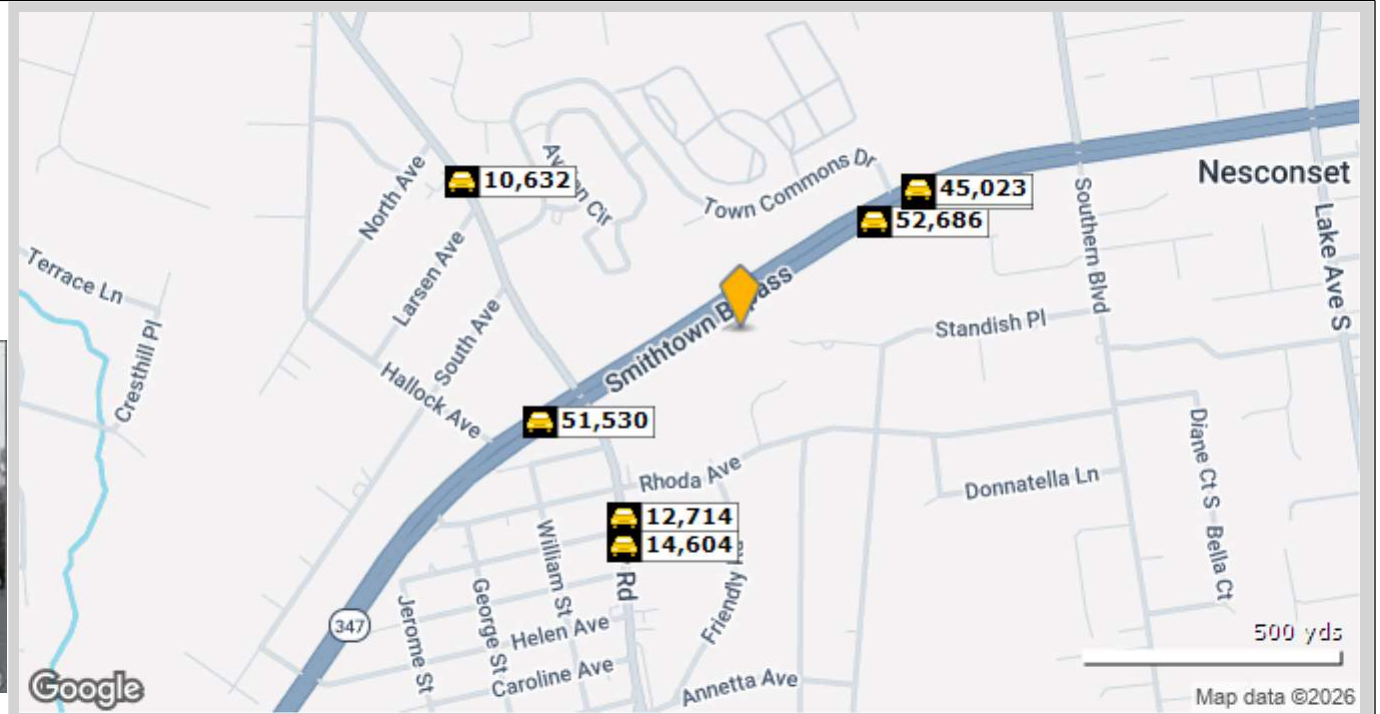 10,632
North Ave
Town Commons Dr
45,023
52,686
Nesconset
Southern Blvd
Lake Ave S
Terrace Ln
Cresthill Pl
Larsen Ave
South Ave
Hallock Ave
Smithtown
Standish Pl
51,530
Rhoda Ave
Donnatella Ln
Diane Ct S
Bella Ct
12,714
14,604
William St
Rd
Friendly
George St
Jerome St
Helen Ave
Caroline Ave
Annetta Ave
347
500 yds
Google
Map data ©2026